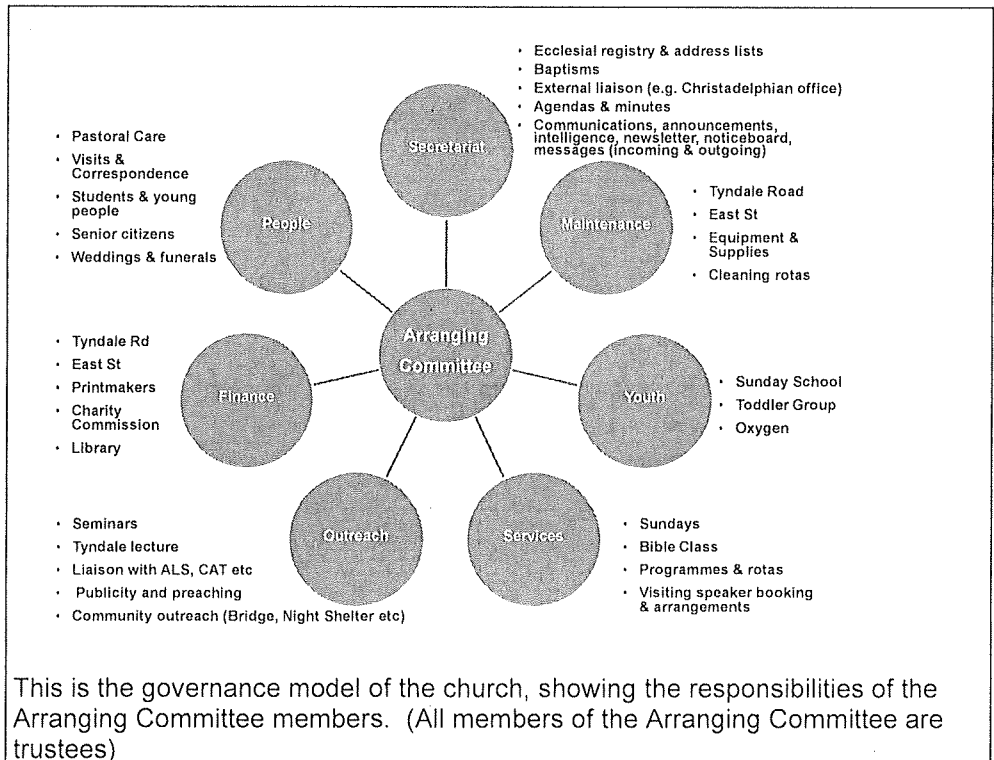 Secretariat
• Ecclesial registry & address lists
• Baptisms
• External liaison (e.g. Christadelphian office)
• Agendas & minutes
• Communications, announcements,
intelligence, newsletter, noticeboard,
messages (incoming & outgoing)
People
• Pastoral Care
• Visits &
Correspondence
• Students & young
people
• Senior citizens
• Weddings & funerals
Maintenance
• Tyndale Road
• East St
• Equipment &
Supplies
• Cleaning rotas
Arranging
Committee
Finance
• Tyndale Rd
• East St
• Printmakers
• Charity
Commission
• Library
Youth
• Sunday School
• Toddler Group
• Oxygen
Outreach
• Seminars
• Tyndale lecture
• Liaison with ALS, CAT etc
• Publicity and preaching
• Community outreach (Bridge, Night Shelter etc)
Services
• Sundays
• Bible Class
• Programmes & rotas
• Visiting speaker booking
& arrangements
This is the governance model of the church, showing the responsibilities of the
Arranging Committee members. (All members of the Arranging Committee are
trustees)